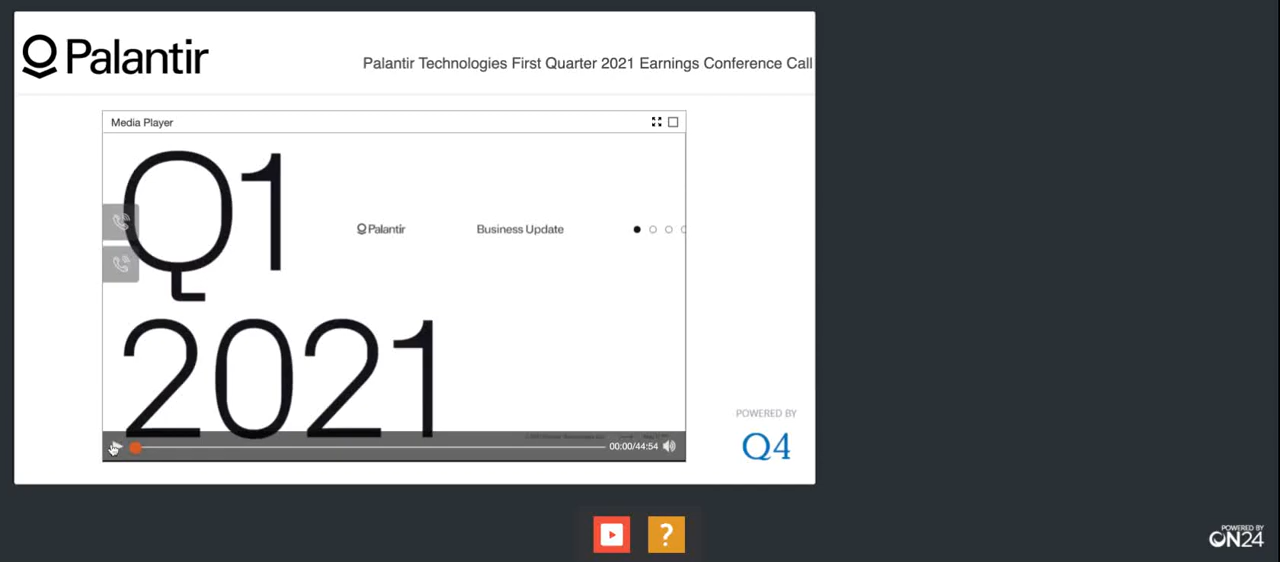 Palantir
Palantir Technologies First Quarter 2021 Earnings Conference Call
Media Player
Q1
Palantir
Business Update
2021
00:00/44:54
POWERED BY
Q4
?
POWERED BY
ON24